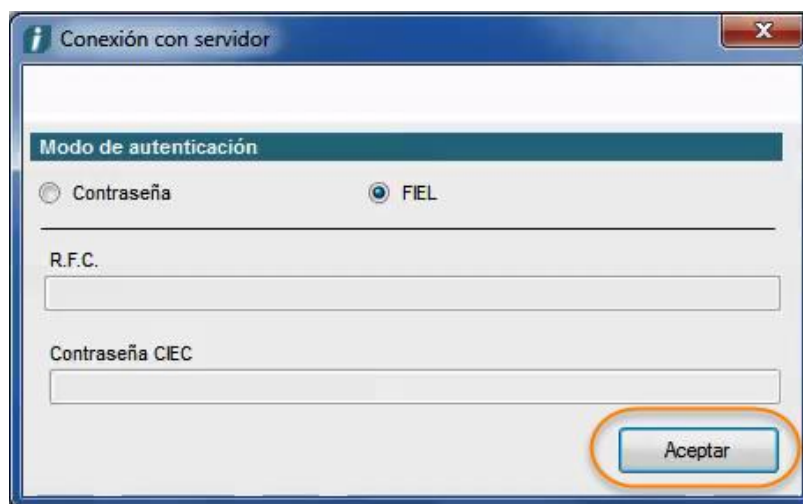 Conexión con servidor
Modo de autenticación
Contraseña FIEL
R.F.C.
Contraseña CIEC
Aceptar